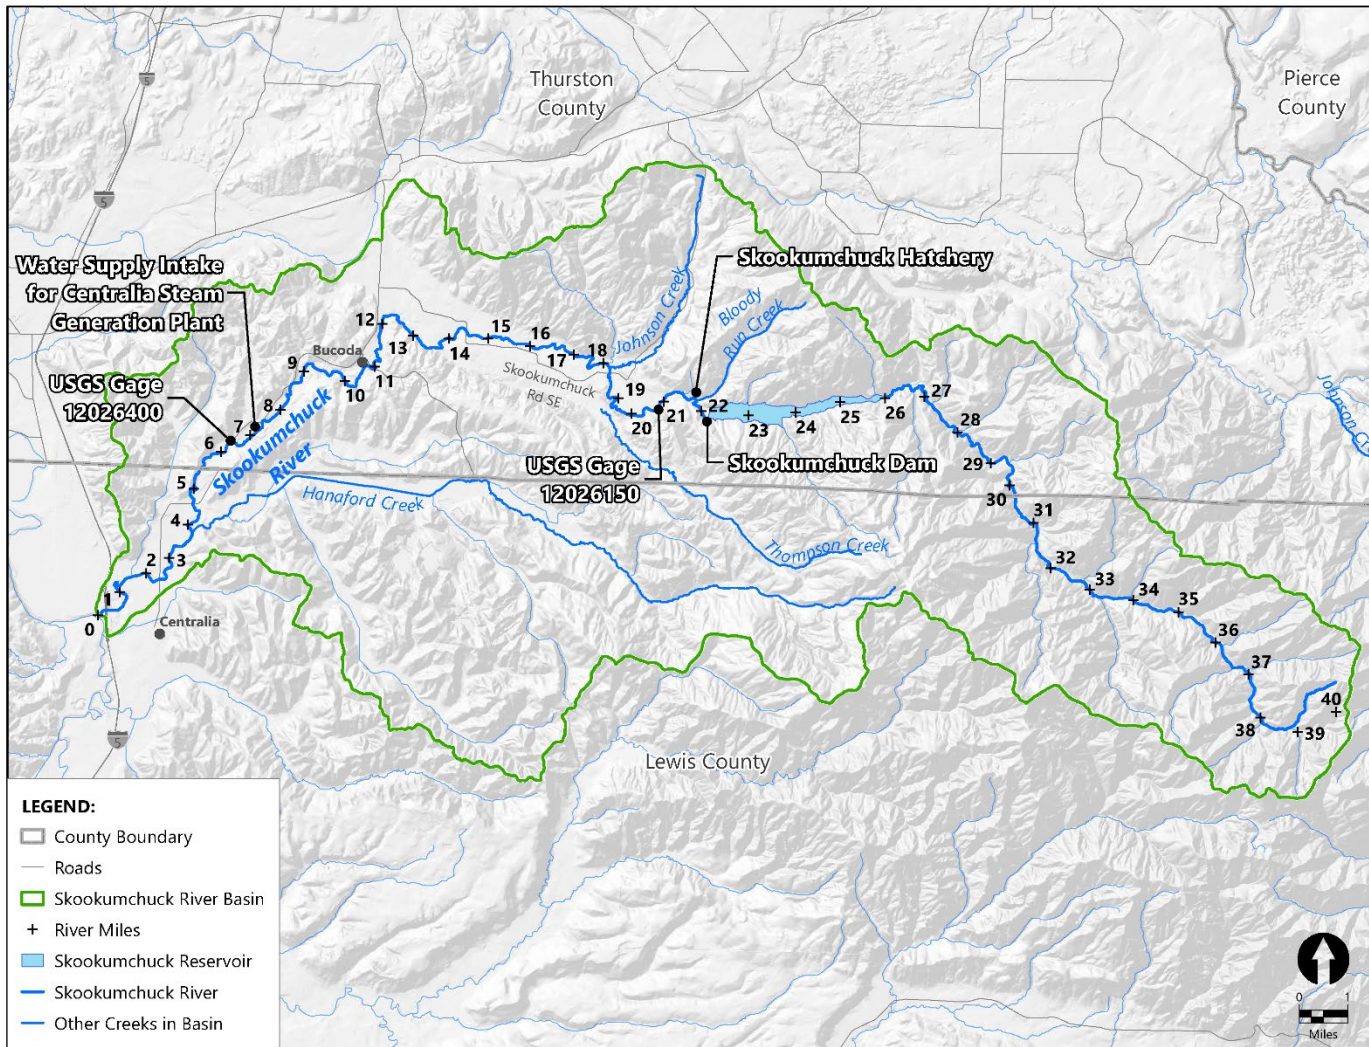 Thurston
County
Pierce
County
5
5
5
Water Supply Intake
for Centralia Steam
Generation Plant
USGS Gage
12026400
Skookumchuck
River
Bucoda
Skookumchuck
Rd SE
Johnson Creek
Bloody
Run Creek
Skookumchuck Hatchery
Skookumchuck Dam
USGS Gage
12026150
Hanaford Creek
Thompson Creek
Centralia
Lewis County
0
1
2
3
4
5
6
7
8
9
10
11
12
13
14
15
16
17
18
19
20
21
22
23
24
25
26
27
28
29
30
31
32
33
34
35
36
37
38
39
40
LEGEND:
County Boundary
Roads
Skookumchuck River Basin
River Miles
Skookumchuck Reservoir
Skookumchuck River
Other Creeks in Basin
0 1
Miles